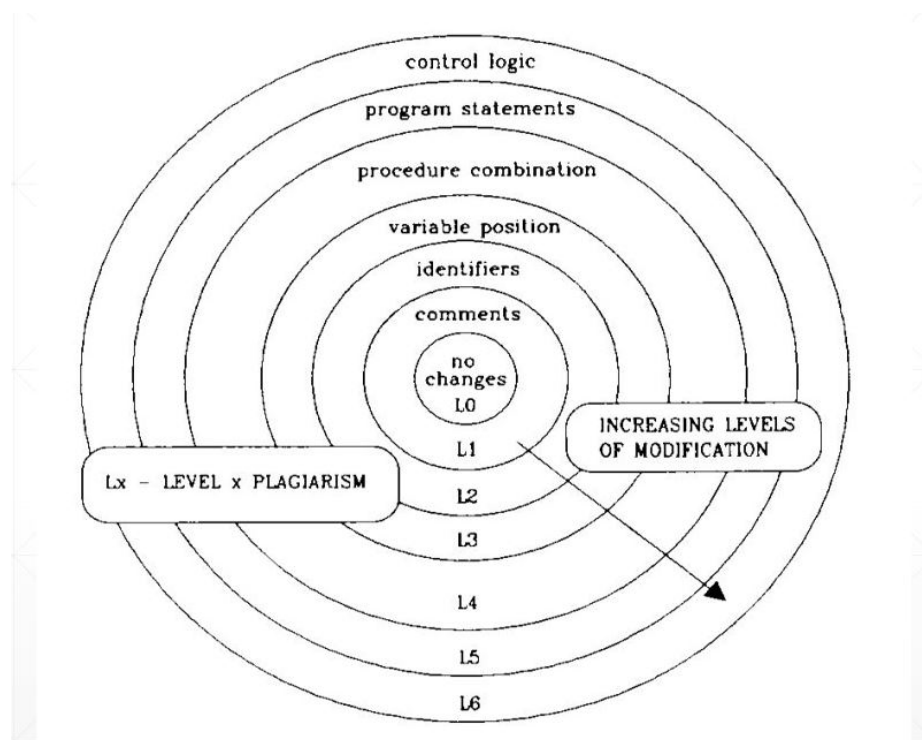 control logic
program statements
procedure combination
variable position
identifiers
comments
no
changes
L0
L1
L2
L3
L4
L5
L6
INCREASING LEVELS
OF MODIFICATION
Lx - LEVEL x PLAGIARISM